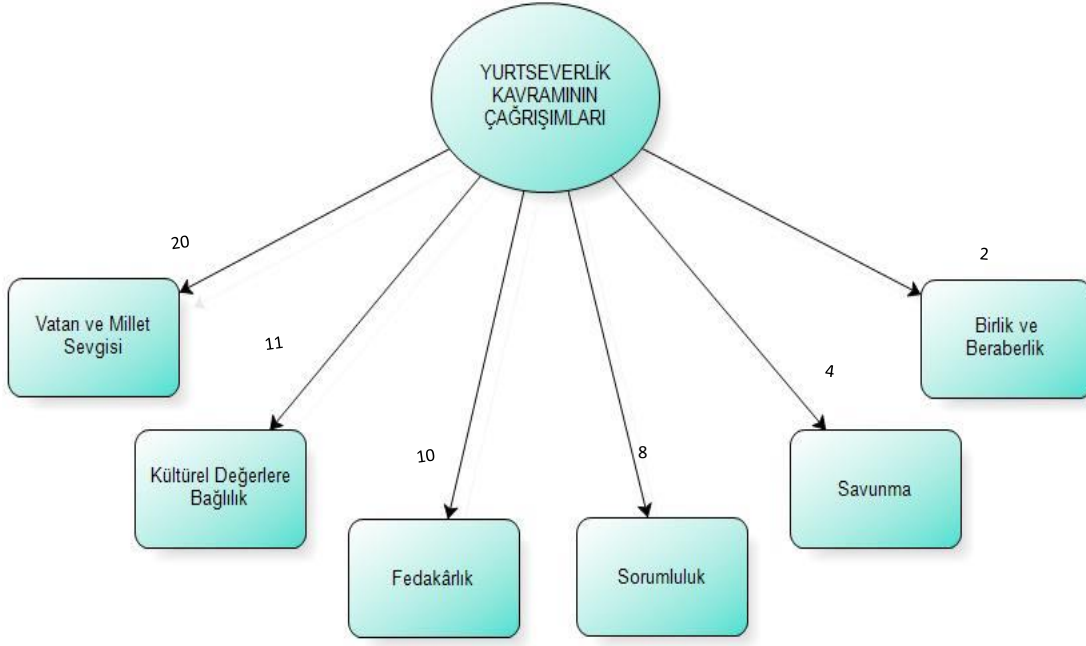 YURTSEVERLİK
KAVRAMININ
ÇAĞRIŞIMLARI
20
Vatan ve Millet
Sevgisi
11
Kültürel Değerlere
Bağlılık
10
Fedakârlık
8
Sorumluluk
4
Savunma
2
Birlik ve
Beraberlik